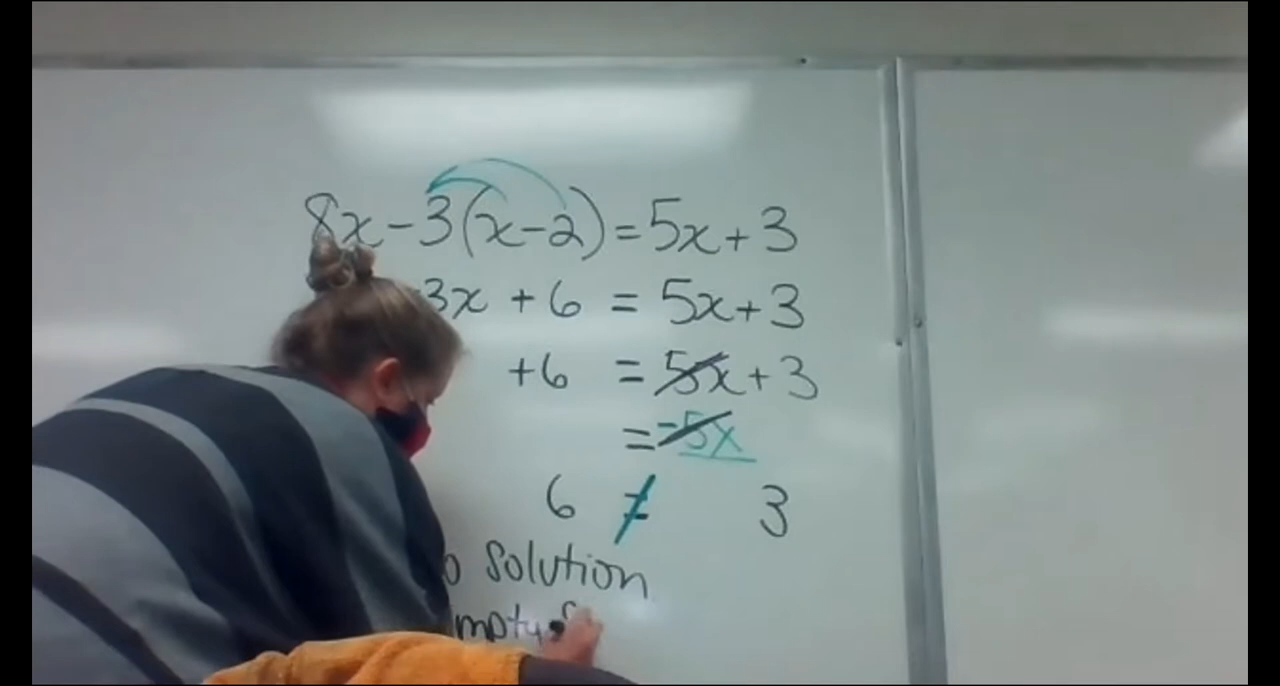 8x-3(x-2)=5x+3
3x +6 = 5x+3
+6 = 5x+3
= -5x
6 ≠ 3
o Solution
mpty